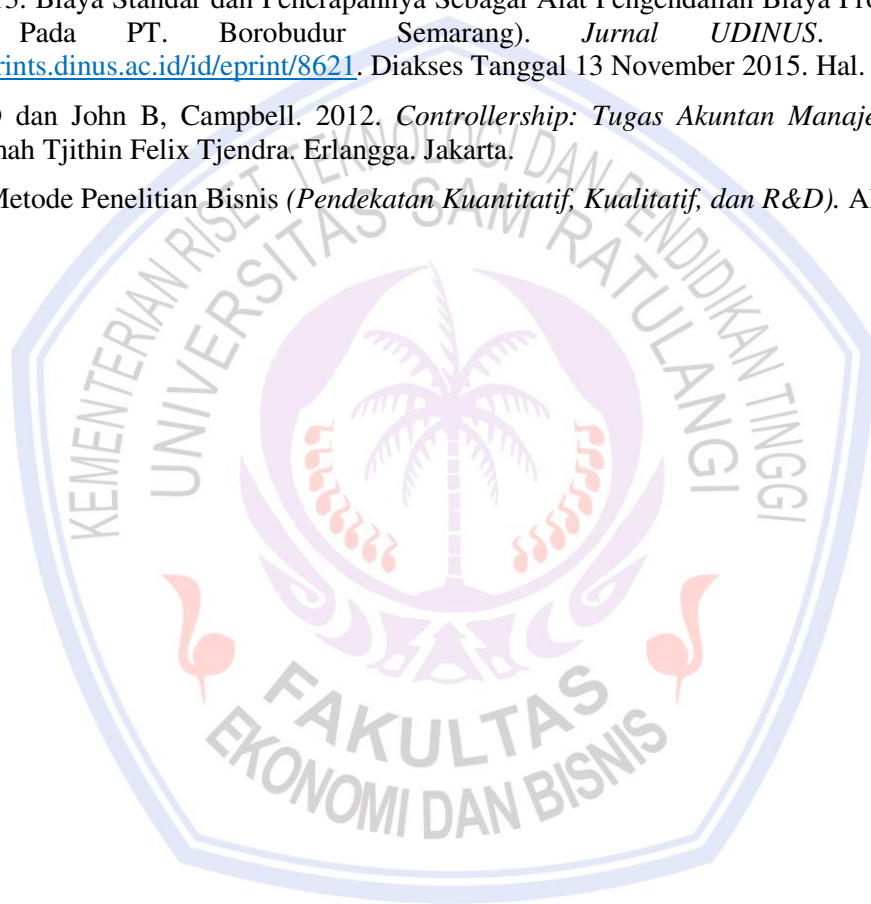 Biaya Standar dan Penerapannya Sebagai Alat Pengendalian Biaya
Pada PT. Borobudur Semarang). Jurnal UDINUS.
rints.dinus.ac.id/id/eprint/8621. Diakses Tanggal 13 November 2015. Hal.
dan John B, Campbell. 2012. Controllership: Tugas Akuntan Manaje
mah Tjithin Felix Tjendra. Erlangga. Jakarta.
Metode Penelitian Bisnis (Pendekatan Kuantitatif, Kualitatif, dan R&D). Al
KEMENTERIAN RISET TEKNOLOGI DAN PENDIDIKAN TINGGI
UNIVERSITAS SAM RATULANGI
FAKULTAS
EKONOMI DAN BISNIS